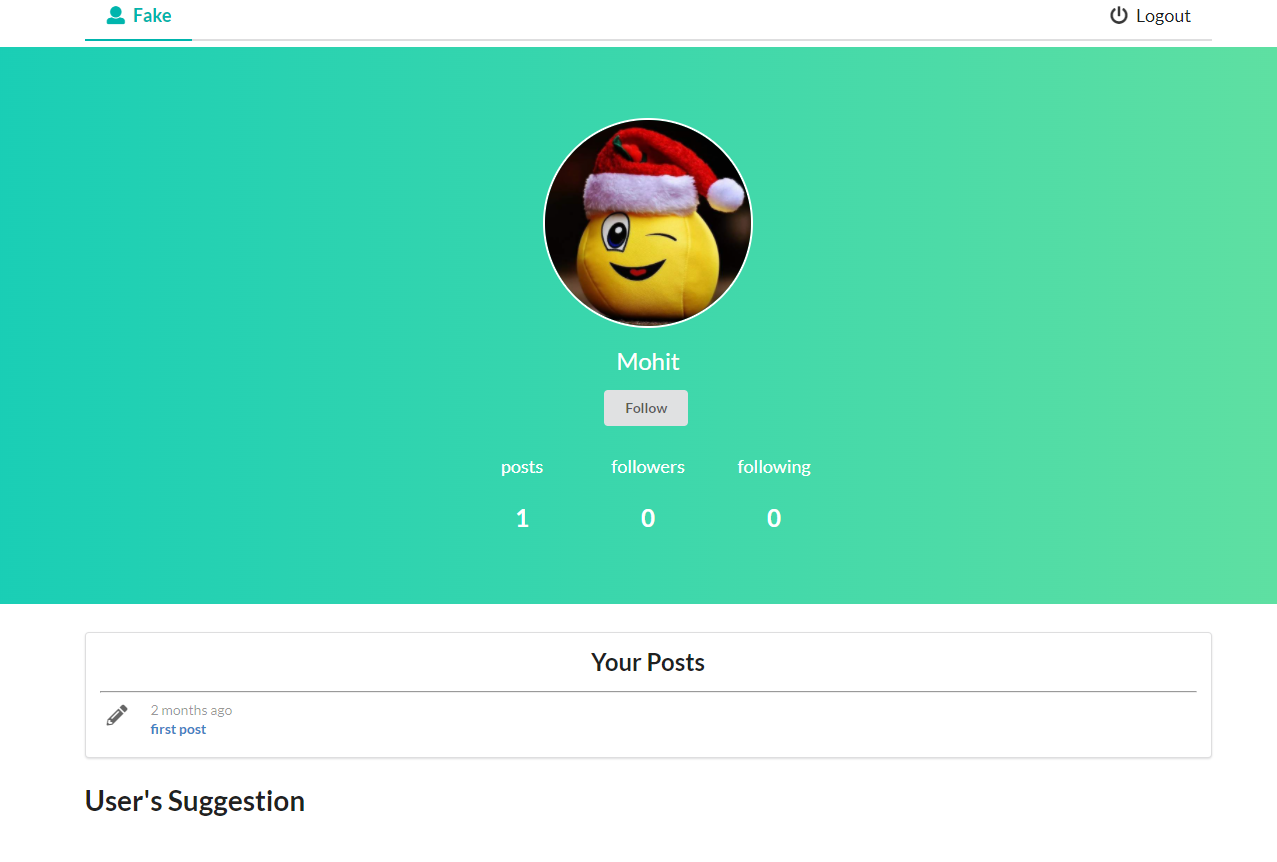 Fake
Logout
Mohit
Follow
posts followers following
1 0 0
Your Posts
2 months ago
first post
User's Suggestion